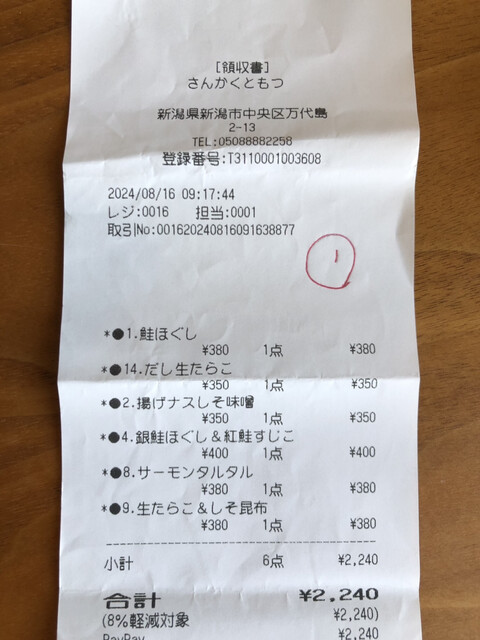 [領収書]
さんかくともつ
新潟県新潟市中央区万代島
2-13
TEL:05088882258
登録番号:T3110001003608
2024/08/16 09:17:44
レジ:0016 担当:0001
取引No:001620240816091638877
1
*●1.鮭ほぐし
¥380 1点 ¥380
*●14.だし生たらこ
¥350 1点 ¥350
*●2.揚げナスしそ味噌
¥350 1点 ¥350
*●4.銀鮭ほぐし&紅鮭すじこ
¥400 1点 ¥400
*●8.サーモンタルタル
¥380 1点 ¥380
*●9.生たらこ&しそ昆布
¥380 1点 ¥380
小計 6点 ¥2,240
合計 ¥2,240
(8%軽減対象 ¥2,240)
PayPay ¥2,240